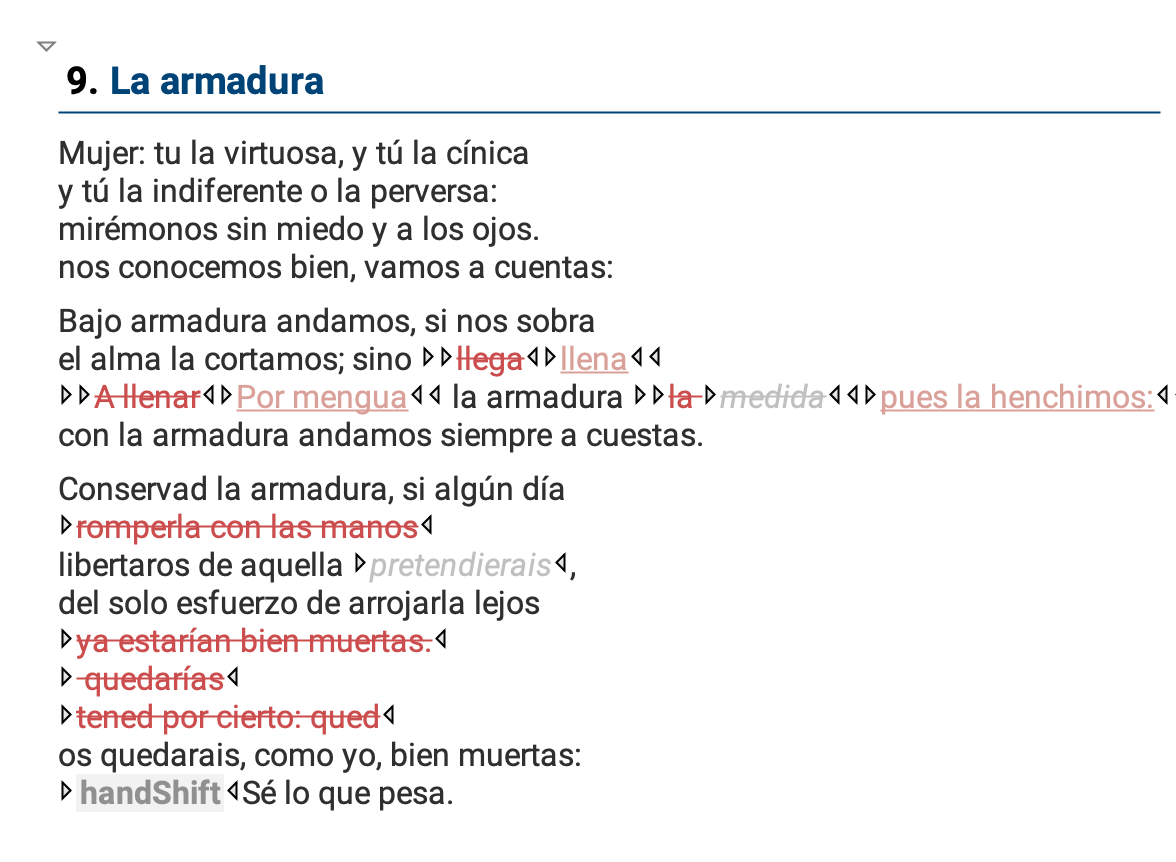 9. La armadura
Mujer: tu la virtuosa, y tú la cínica
y tú la indiferente o la perversa:
mirémonos sin miedo y a los ojos.
nos conocemos bien, vamos a cuentas:
Bajo armadura andamos, si nos sobra
el alma la cortamos; sino llega llena
A llenar Por mengua la armadura la medida pues la henchimos:
con la armadura andamos siempre a cuestas.
Conservad la armadura, si algún día
romperla con las manos
libertaros de aquella pretendierais,
del solo esfuerzo de arrojarla lejos
ya estarían bien muertas.
quedarías
tened por cierto: qued
os quedarais, como yo, bien muertas:
handShift Sé lo que pesa.